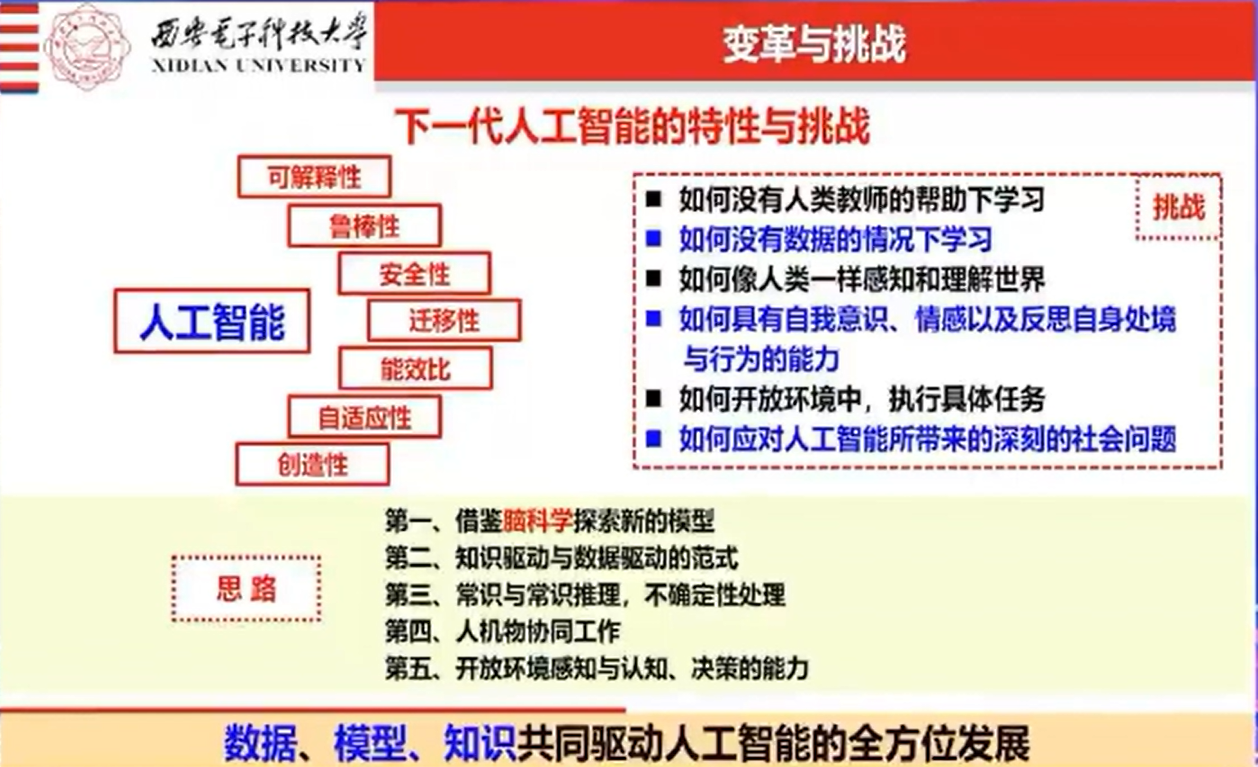 西安电子科技大学
XIDIAN UNIVERSITY
变革与挑战
下一代人工智能的特性与挑战
可解释性
鲁棒性
安全性
人工智能
迁移性
能效比
自适应性
创造性
挑战
■ 如何没有人类教师的帮助下学习
■ 如何没有数据的情况下学习
■ 如何像人类一样感知和理解世界
■ 如何具有自我意识、情感以及反思自身处境
与行为的能力
■ 如何开放环境中，执行具体任务
■ 如何应对人工智能所带来的深刻的社会问题
思 路
第一、借鉴脑科学探索新的模型
第二、知识驱动与数据驱动的范式
第三、常识与常识推理，不确定性处理
第四、人机物协同工作
第五、开放环境感知与认知、决策的能力
数据、模型、知识共同驱动人工智能的全方位发展